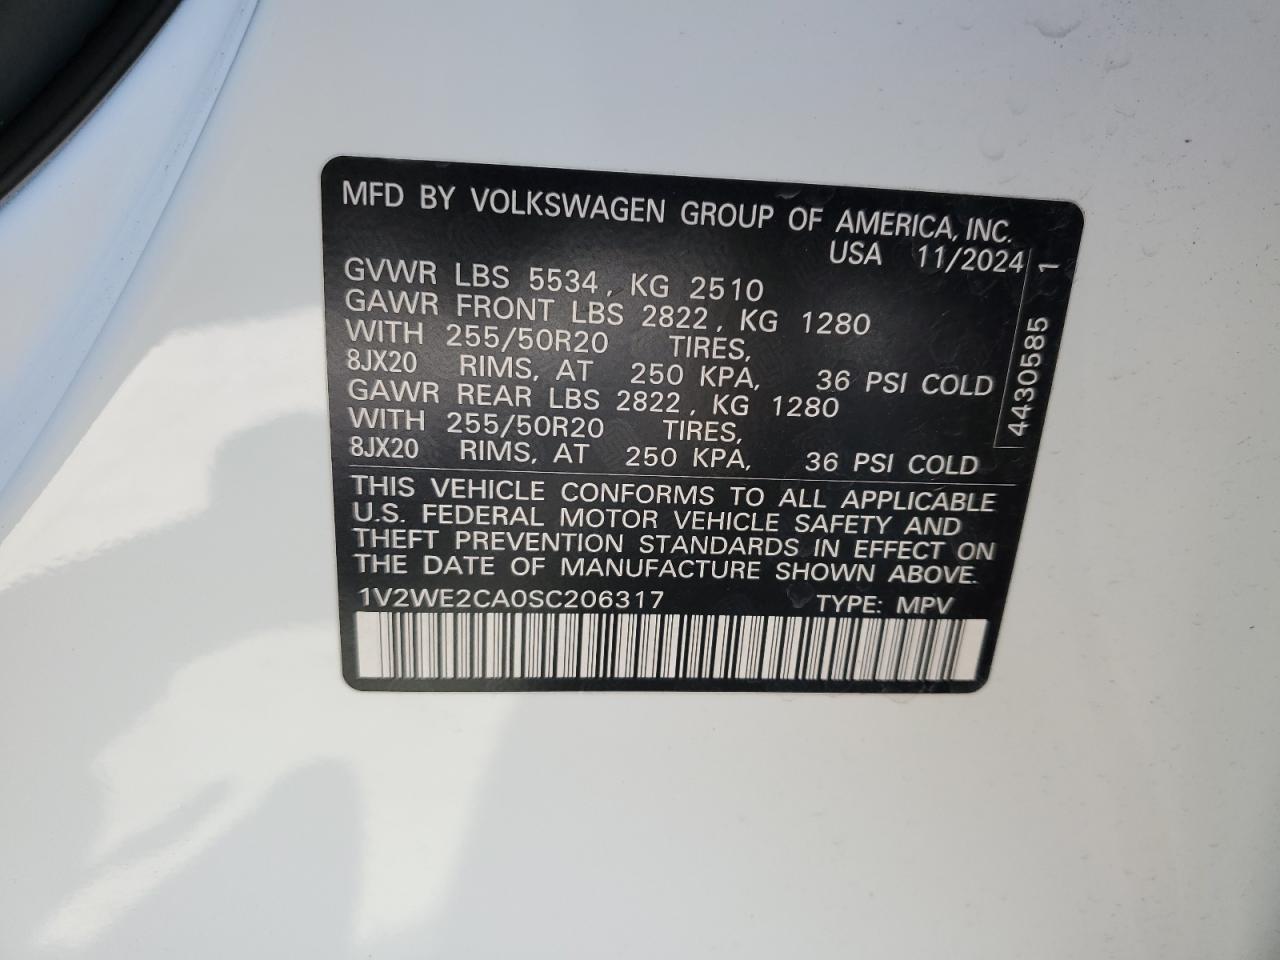 MFD BY VOLKSWAGEN GROUP OF AMERICA, INC.
USA 11/2024
GVWR LBS 5534, KG 2510
GAWR FRONT LBS 2822, KG 1280
WITH 255/50R20 TIRES,
8JX20 RIMS, AT 250 KPA, 36 PSI COLD
GAWR REAR LBS 2822, KG 1280
WITH 255/50R20 TIRES,
8JX20 RIMS, AT 250 KPA, 36 PSI COLD
4430585 1
THIS VEHICLE CONFORMS TO ALL APPLICABLE
U.S. FEDERAL MOTOR VEHICLE SAFETY AND
THEFT PREVENTION STANDARDS IN EFFECT ON
THE DATE OF MANUFACTURE SHOWN ABOVE.
1V2WE2CA0SC206317 TYPE: MPV